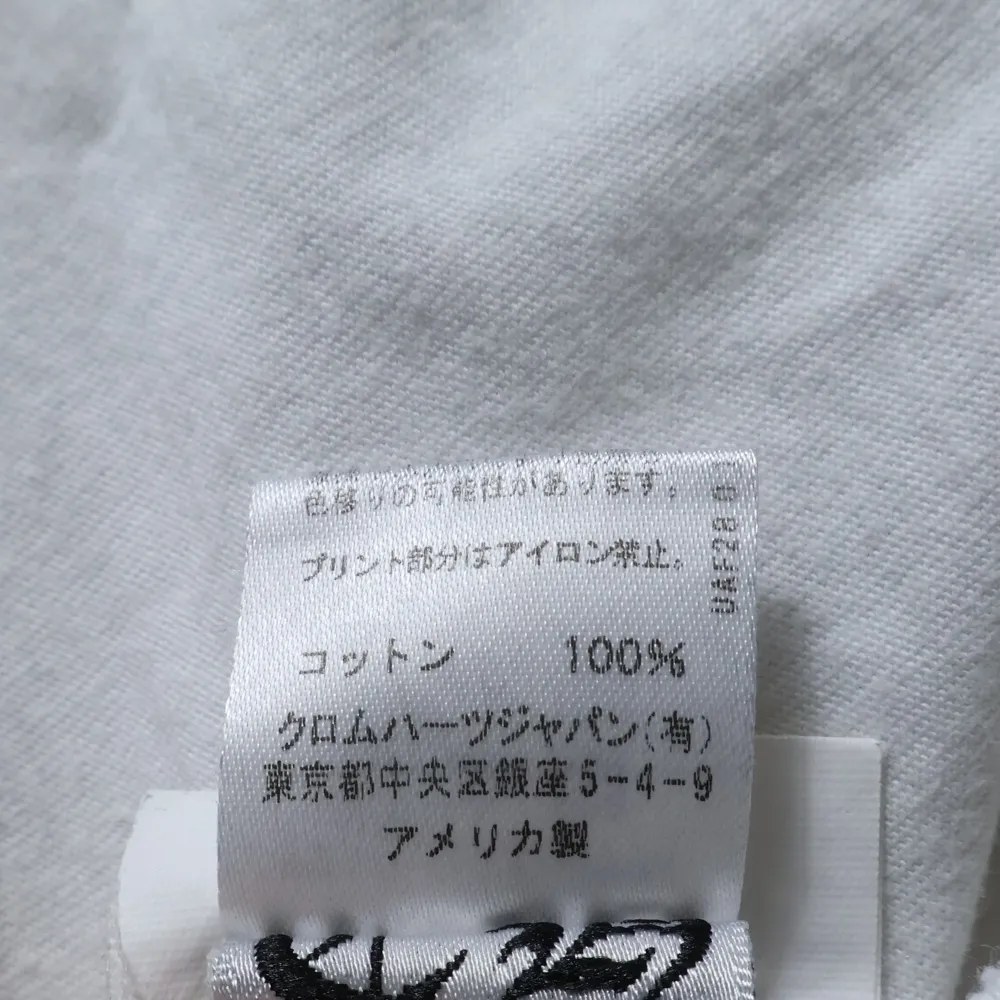 色移りの可能性があります。
プリント部分はアイロン禁止。
コットン 100%
クロムハーツジャパン(有)
東京都中央区銀座5-4-9
アメリカ製